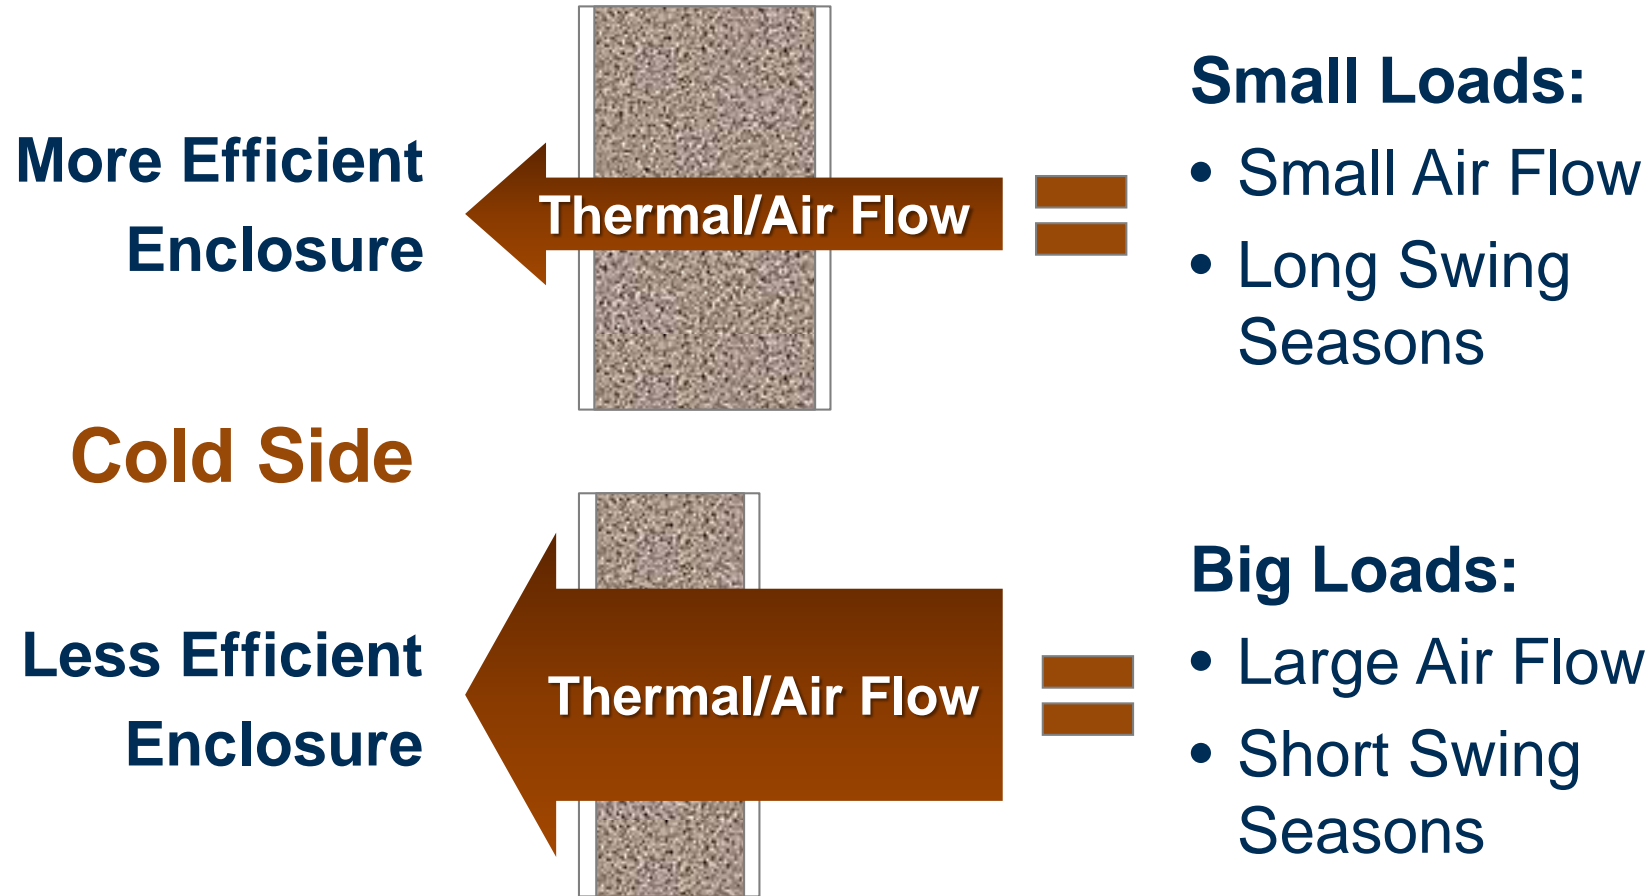 More Efficient
Enclosure
Thermal/Air Flow
Small Loads:
• Small Air Flow
• Long Swing
Seasons
Cold Side
Less Efficient
Enclosure
Thermal/Air Flow
Big Loads:
• Large Air Flow
• Short Swing
Seasons